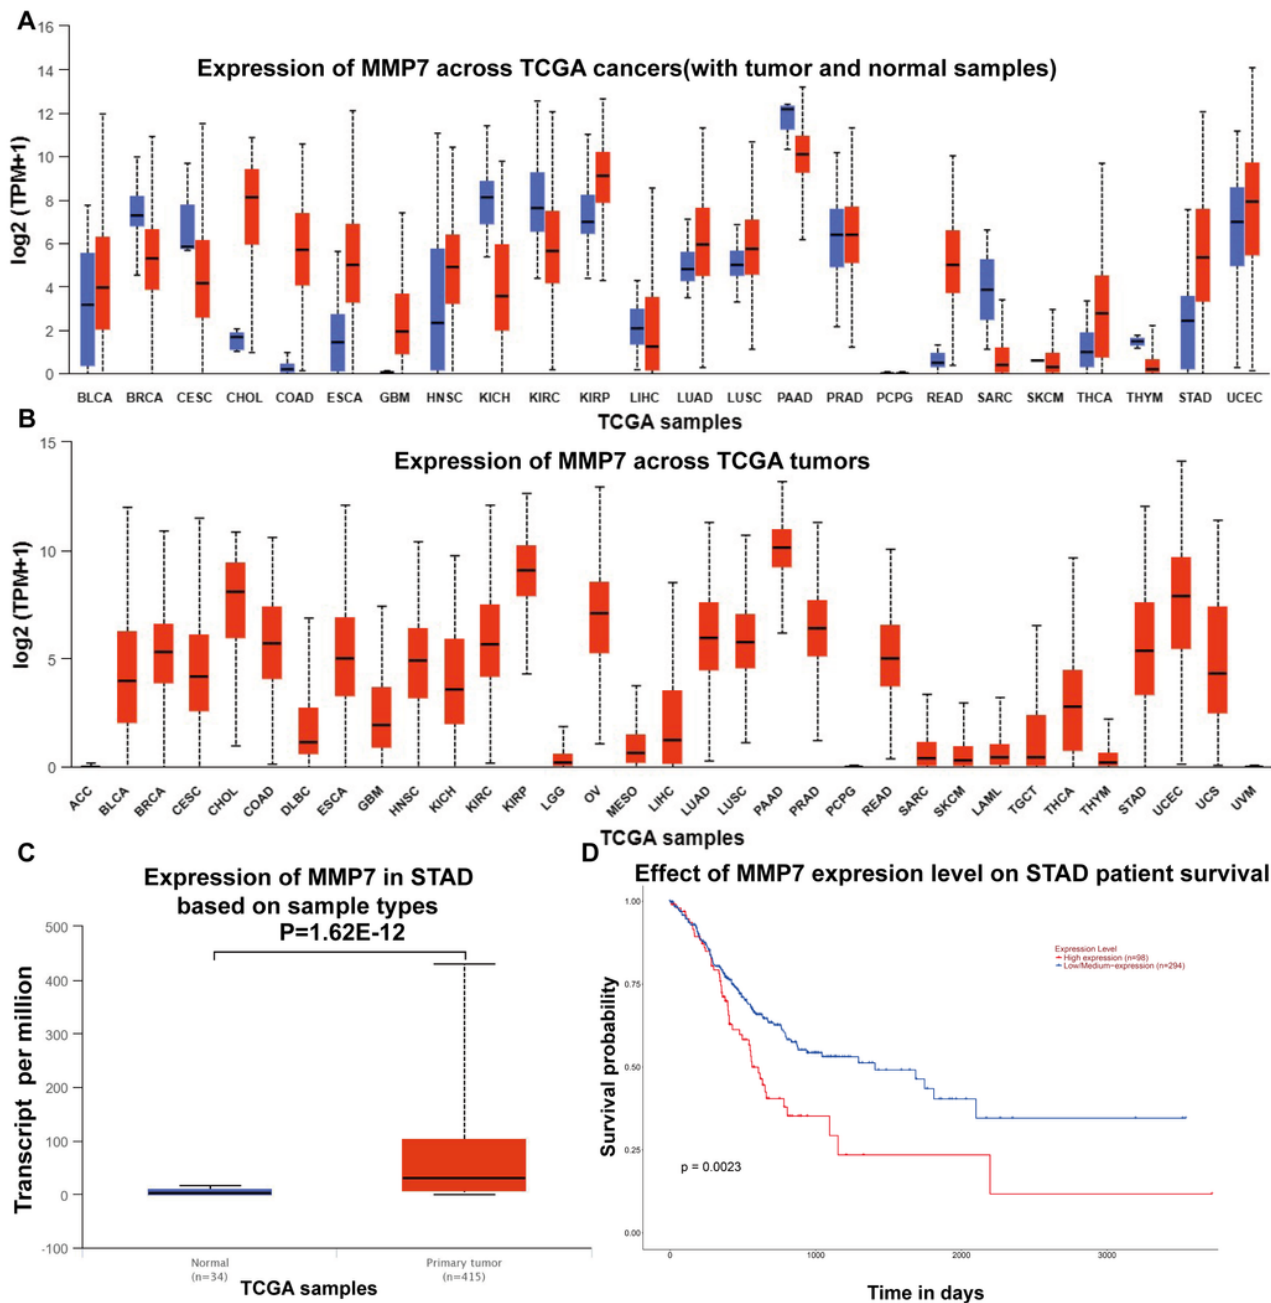 A
Expression of MMP7 across TCGA cancers(with tumor and normal samples)
log2 (TPM+1)
16
14
12
10
8
6
4
2
0
BLCA BRCA CESC CHOL COAD ESCA GBM HNSC KICH KIRC KIRP LIHC LUAD LUSC PAAD PRAD PCPG READ SARC SKCM THCA THYM STAD UCEC
TCGA samples
B
Expression of MMP7 across TCGA tumors
log2 (TPM+1)
15
10
5
0
ACC BLCA BRCA CESC CHOL COAD DLBC ESCA GBM HNSC KICH KIRC KIRP LGG OV MESO LIHC LUAD LUSC PAAD PRAD PCPG READ SARC SKCM LAML TGCT THCA THYM STAD UCEC UCS UVM
TCGA samples
C
Expression of MMP7 in STAD
based on sample types
P=1.62E-12
Transcript per million
500
400
300
200
100
0
-100
Normal
(n=34)
Primary tumor
(n=415)
TCGA samples
D
Effect of MMP7 expresion level on STAD patient survival
Survival probability
1.00
0.75
0.50
0.25
0.00
Expression Level
High expression (n=98)
Low/Medium-expression (n=294)
p = 0.0023
0 1000 2000 3000
Time in days